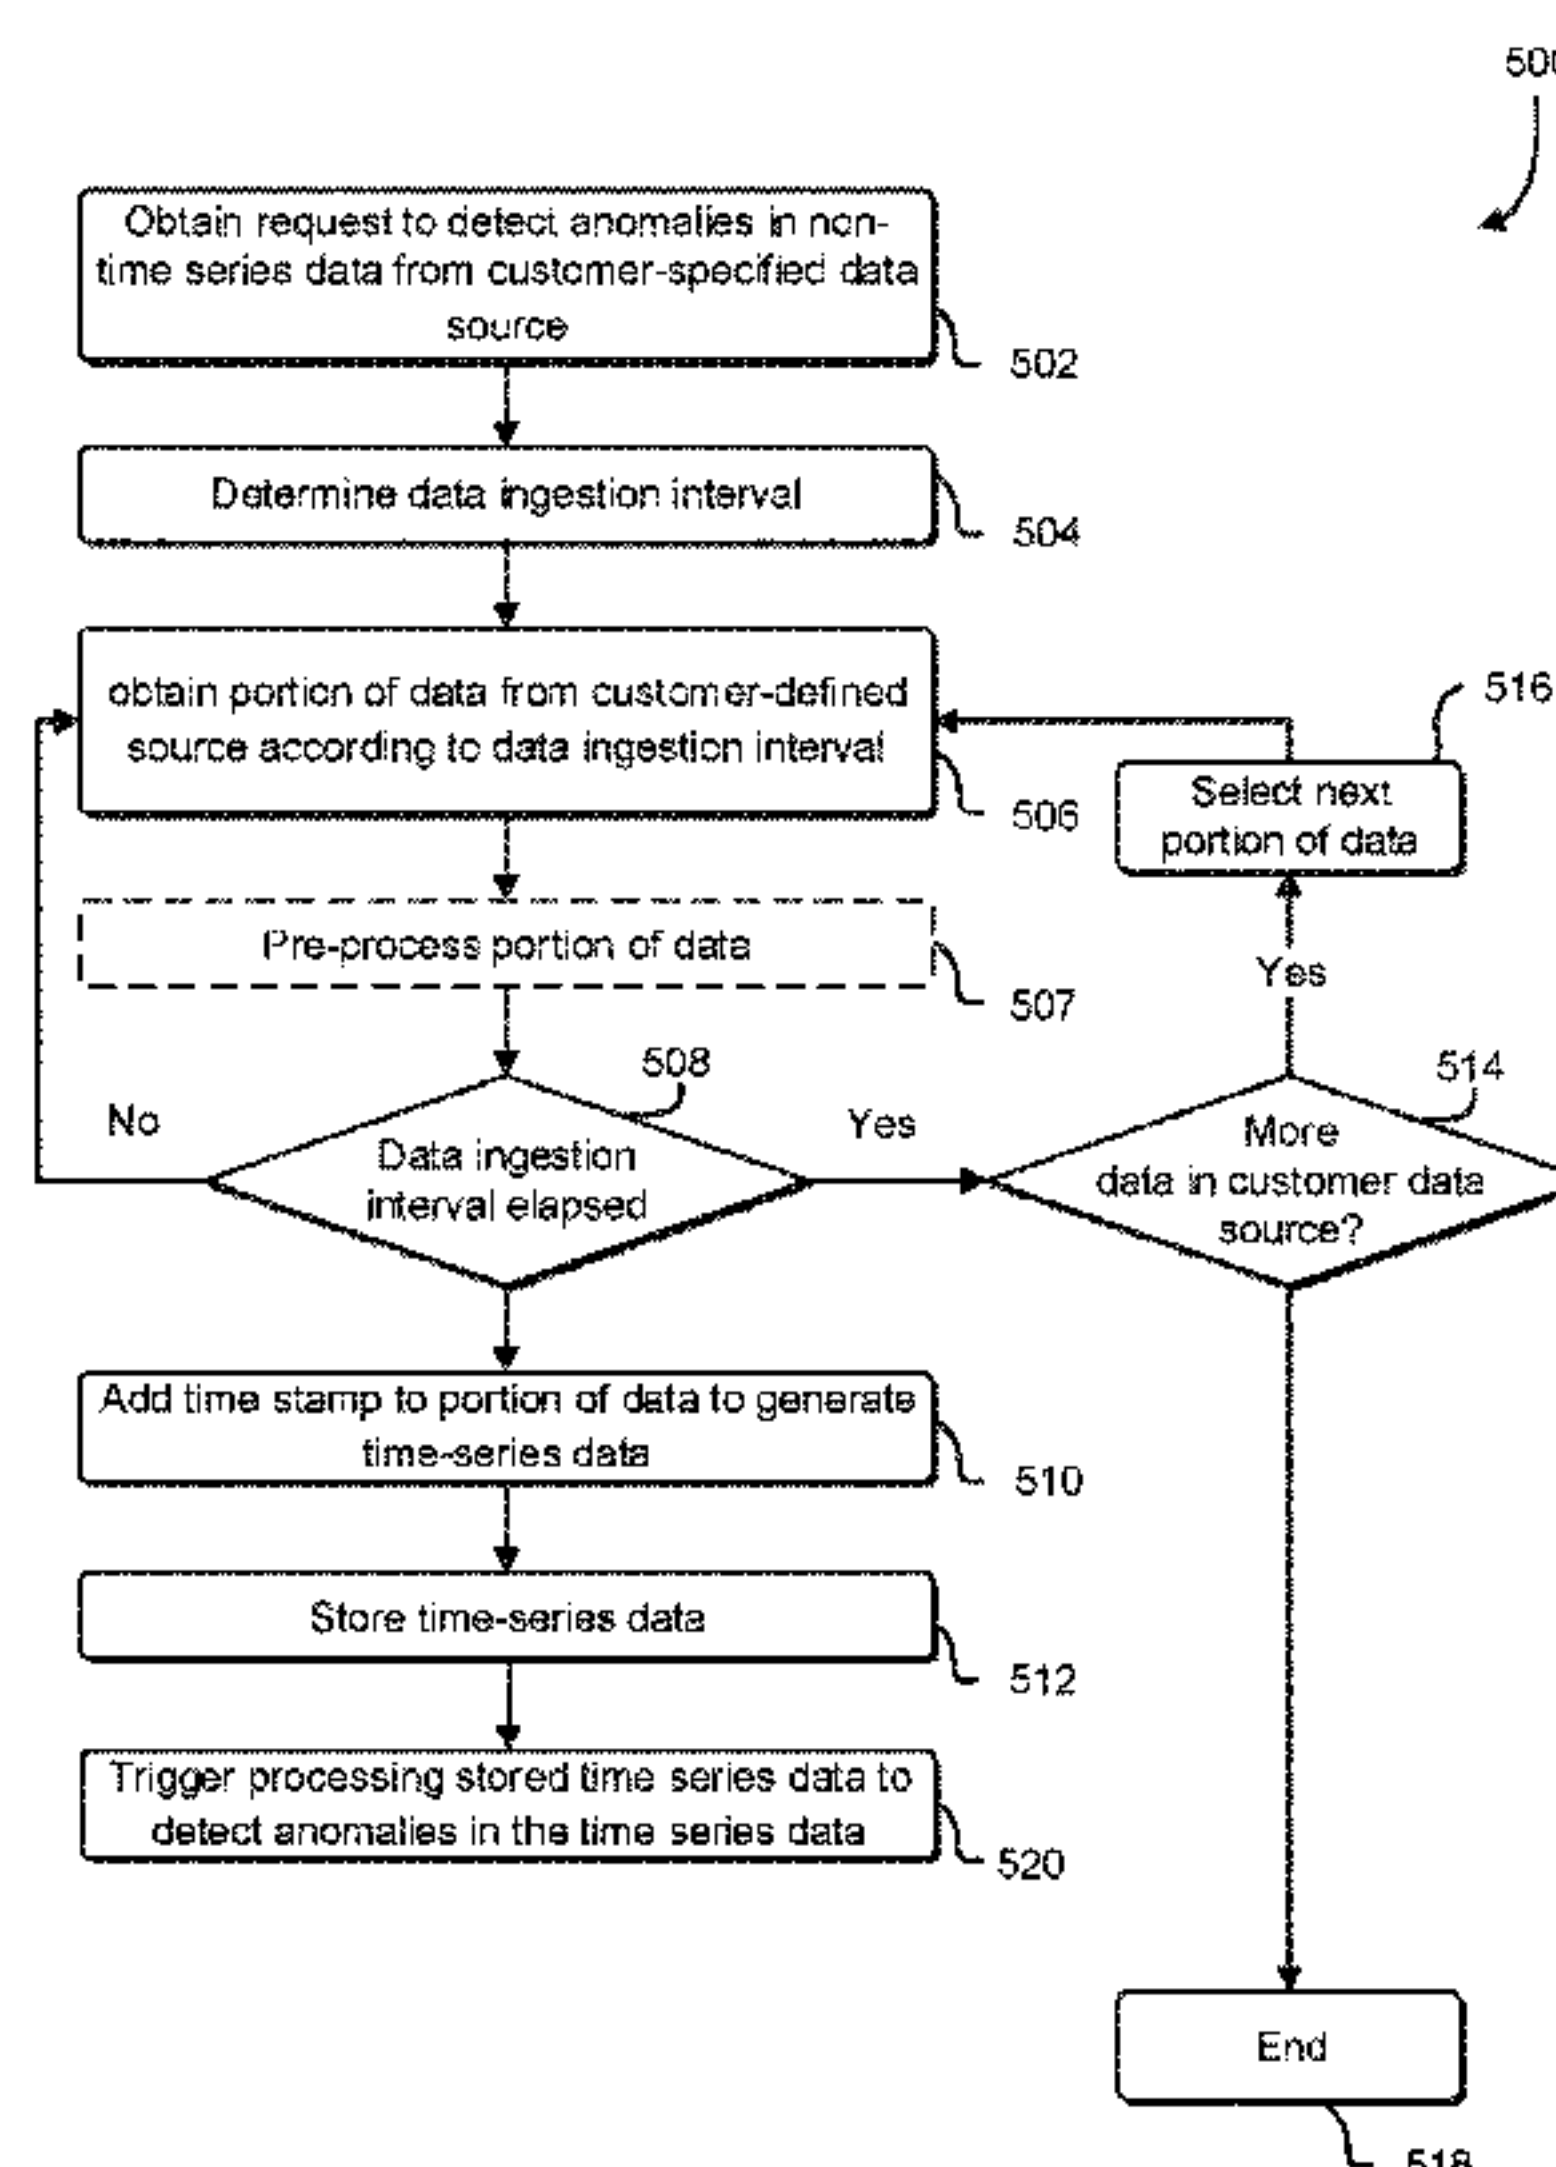 500
Obtain request to detect anomalies in non-
time series data from customer-specified data
source
502
Determine data ingestion interval
504
obtain portion of data from customer-defined
source according to data ingestion interval
506
516
Select next
portion of data
Pre-process portion of data
507
Yes
508
514
No
Data ingestion
interval elapsed
Yes
More
data in customer data
source?
Add time stamp to portion of data to generate
time-series data
510
Store time-series data
512
Trigger processing stored time series data to
detect anomalies in the time series data
520
End
518